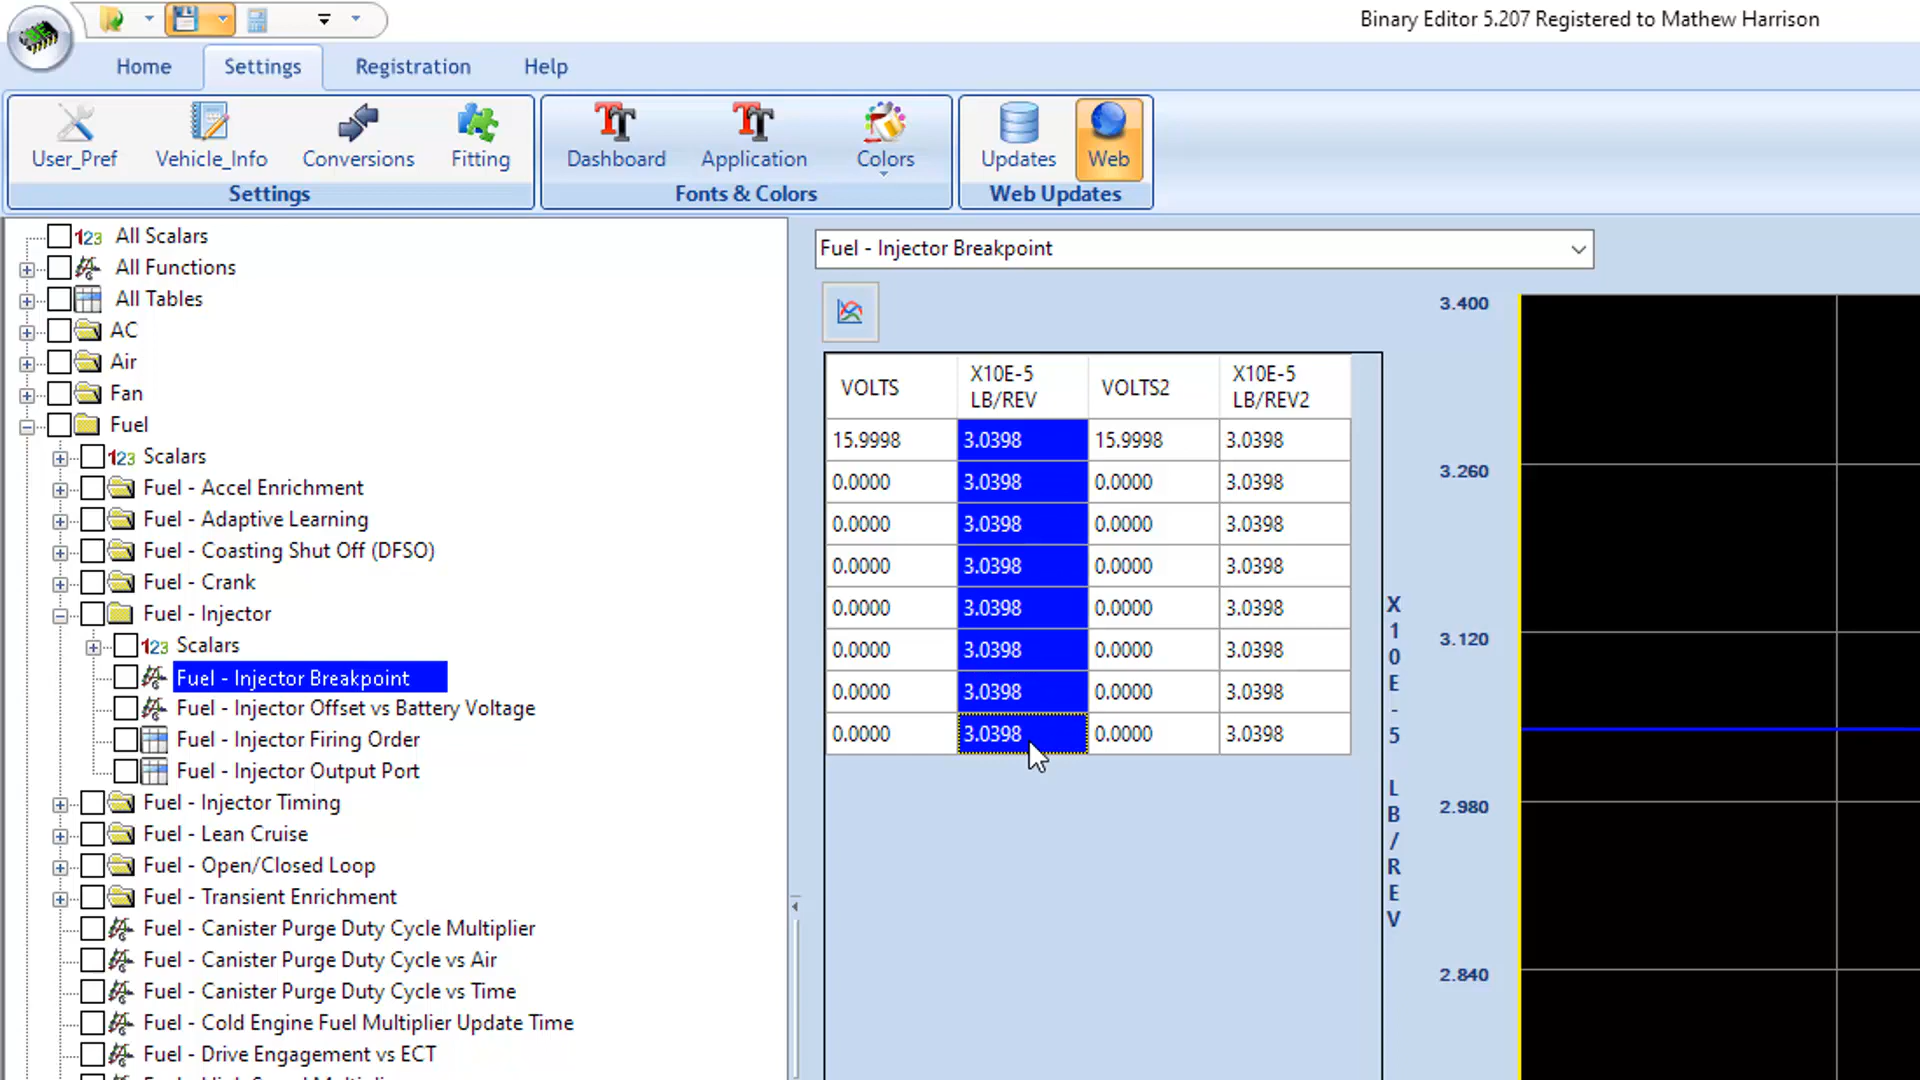 Binary Editor 5.207 Registered to Mathew Harrison
Home Settings Registration Help
User_Pref Vehicle_Info Conversions Fitting
Dashboard Application Colors
Updates Web
Settings
Fonts & Colors
Web Updates
123 All Scalars
All Functions
All Tables
AC
Air
Fan
Fuel
123 Scalars
Fuel - Accel Enrichment
Fuel - Adaptive Learning
Fuel - Coasting Shut Off (DFSO)
Fuel - Crank
Fuel - Injector
123 Scalars
Fuel - Injector Breakpoint
Fuel - Injector Offset vs Battery Voltage
Fuel - Injector Firing Order
Fuel - Injector Output Port
Fuel - Injector Timing
Fuel - Lean Cruise
Fuel - Open/Closed Loop
Fuel - Transient Enrichment
Fuel - Canister Purge Duty Cycle Multiplier
Fuel - Canister Purge Duty Cycle vs Air
Fuel - Canister Purge Duty Cycle vs Time
Fuel - Cold Engine Fuel Multiplier Update Time
Fuel - Drive Engagement vs ECT
Fuel - Injector Breakpoint
VOLTS X10E-5 LB/REV VOLTS2 X10E-5 LB/REV2
15.9998 3.0398 15.9998 3.0398
0.0000 3.0398 0.0000 3.0398
0.0000 3.0398 0.0000 3.0398
0.0000 3.0398 0.0000 3.0398
0.0000 3.0398 0.0000 3.0398
0.0000 3.0398 0.0000 3.0398
0.0000 3.0398 0.0000 3.0398
0.0000 3.0398 0.0000 3.0398
X10E-5 LB/REV
3.400
3.260
3.120
2.980
2.840